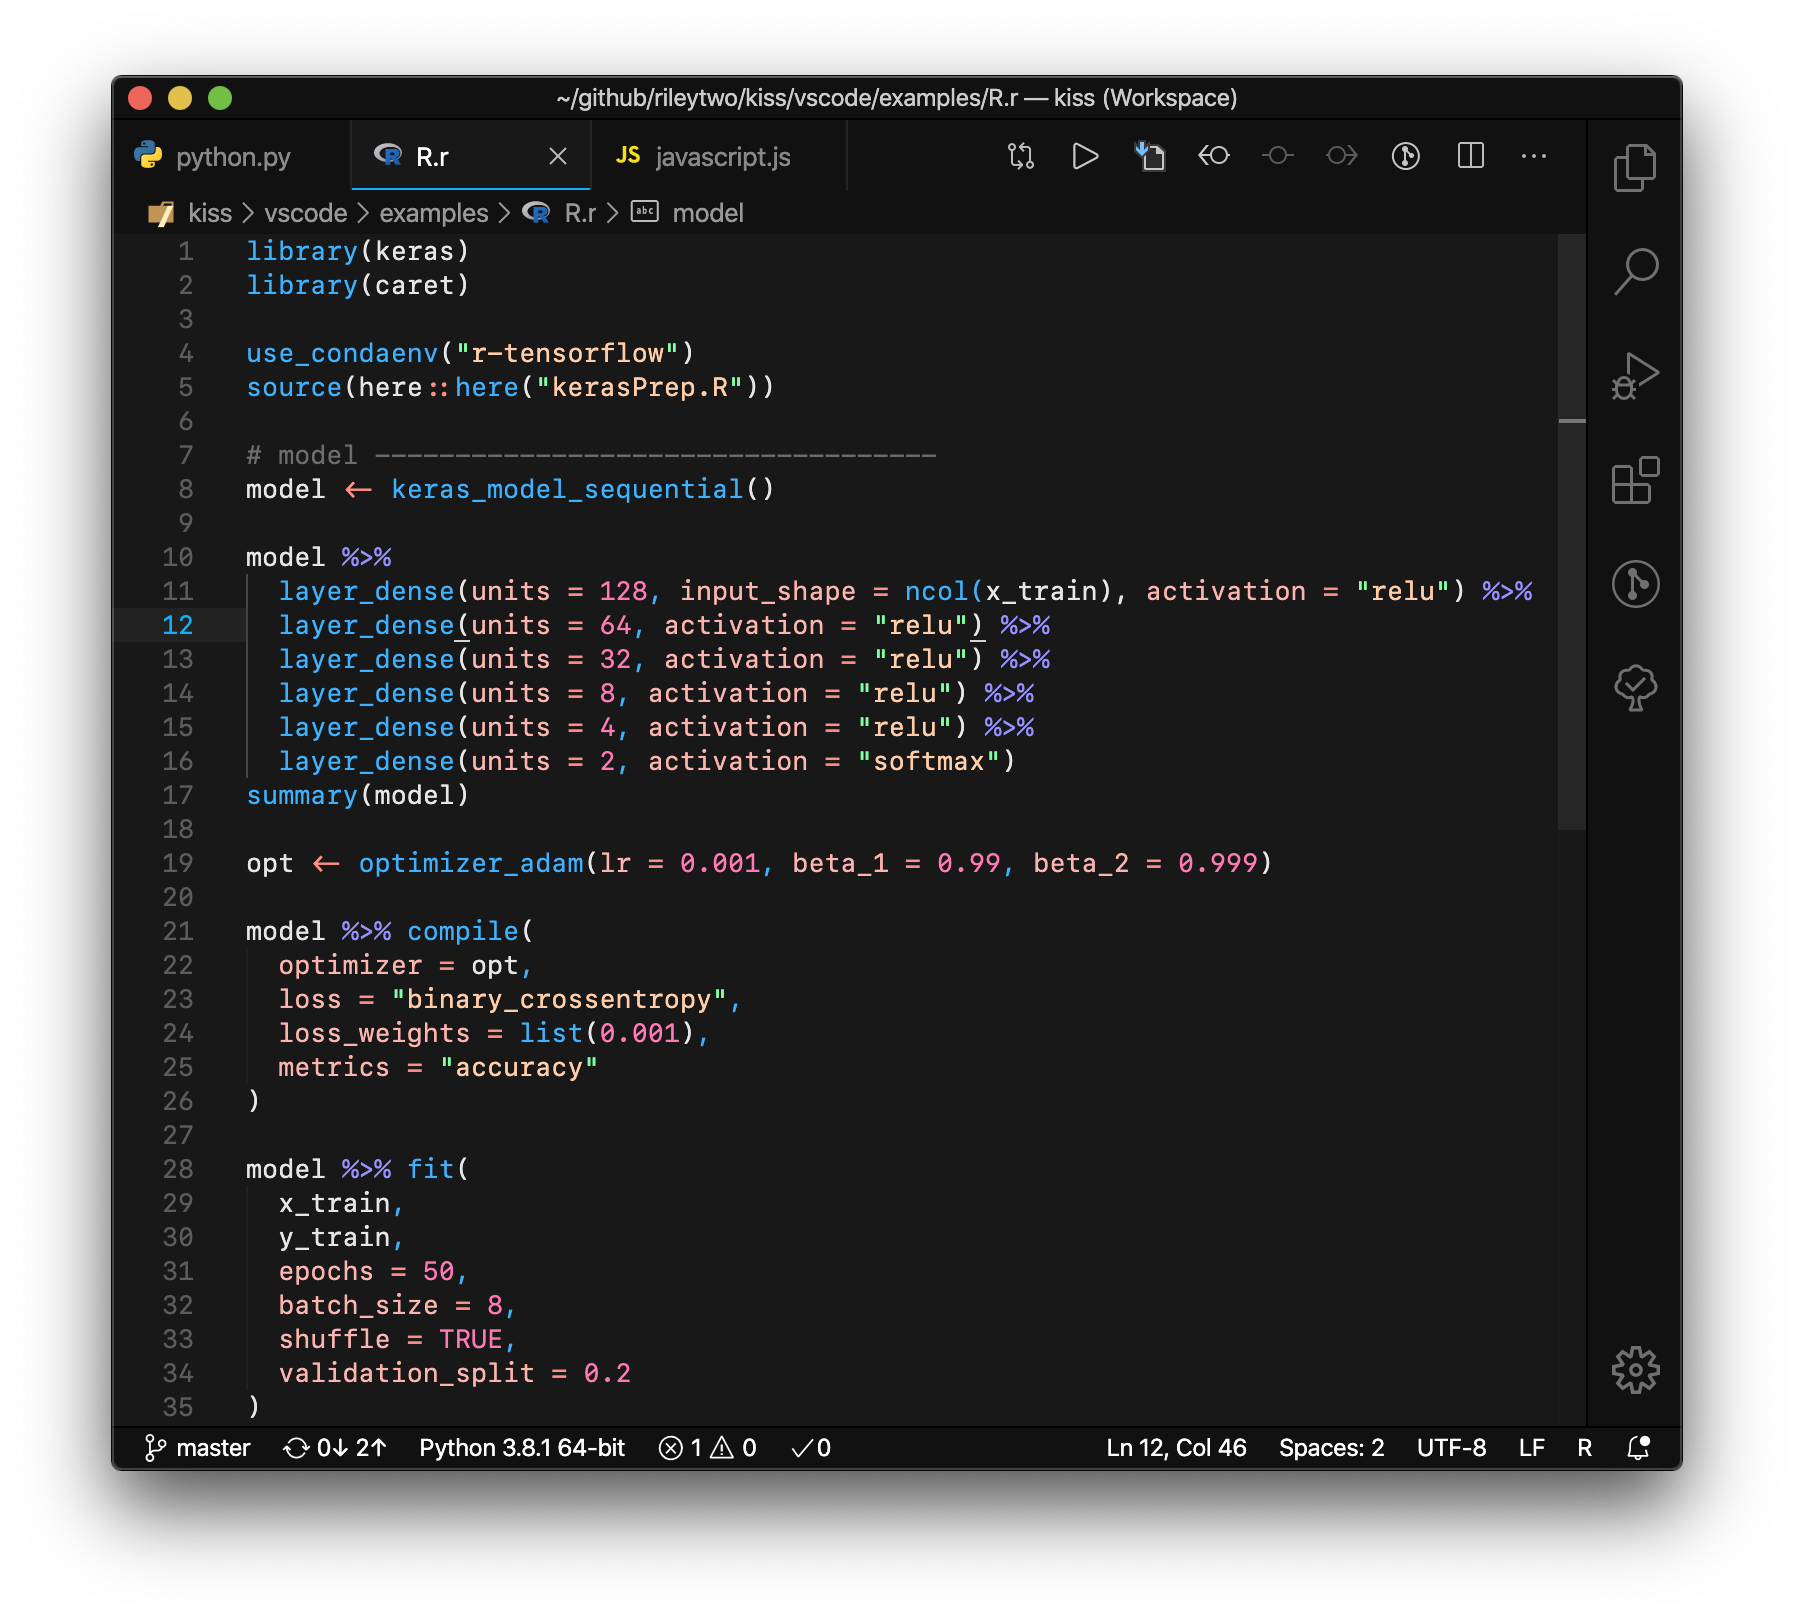 ~/github/rileytwo/kiss/vscode/examples/R.r — kiss (Workspace)
python.py R.r JS javascript.js
kiss > vscode > examples > R.r > abc model
1 library(keras)
2 library(caret)
3
4 use_condaenv("r-tensorflow")
5 source(here::here("kerasPrep.R"))
6
7 # model -----------------------------------
8 model <- keras_model_sequential()
9
10 model %>%
11   layer_dense(units = 128, input_shape = ncol(x_train), activation = "relu") %>%
12   layer_dense(units = 64, activation = "relu") %>%
13   layer_dense(units = 32, activation = "relu") %>%
14   layer_dense(units = 8, activation = "relu") %>%
15   layer_dense(units = 4, activation = "relu") %>%
16   layer_dense(units = 2, activation = "softmax")
17 summary(model)
18
19 opt <- optimizer_adam(lr = 0.001, beta_1 = 0.99, beta_2 = 0.999)
20
21 model %>% compile(
22   optimizer = opt,
23   loss = "binary_crossentropy",
24   loss_weights = list(0.001),
25   metrics = "accuracy"
26 )
27
28 model %>% fit(
29   x_train,
30   y_train,
31   epochs = 50,
32   batch_size = 8,
33   shuffle = TRUE,
34   validation_split = 0.2
35 )
master 0↓ 2↑ Python 3.8.1 64-bit 1 0 0 Ln 12, Col 46 Spaces: 2 UTF-8 LF R